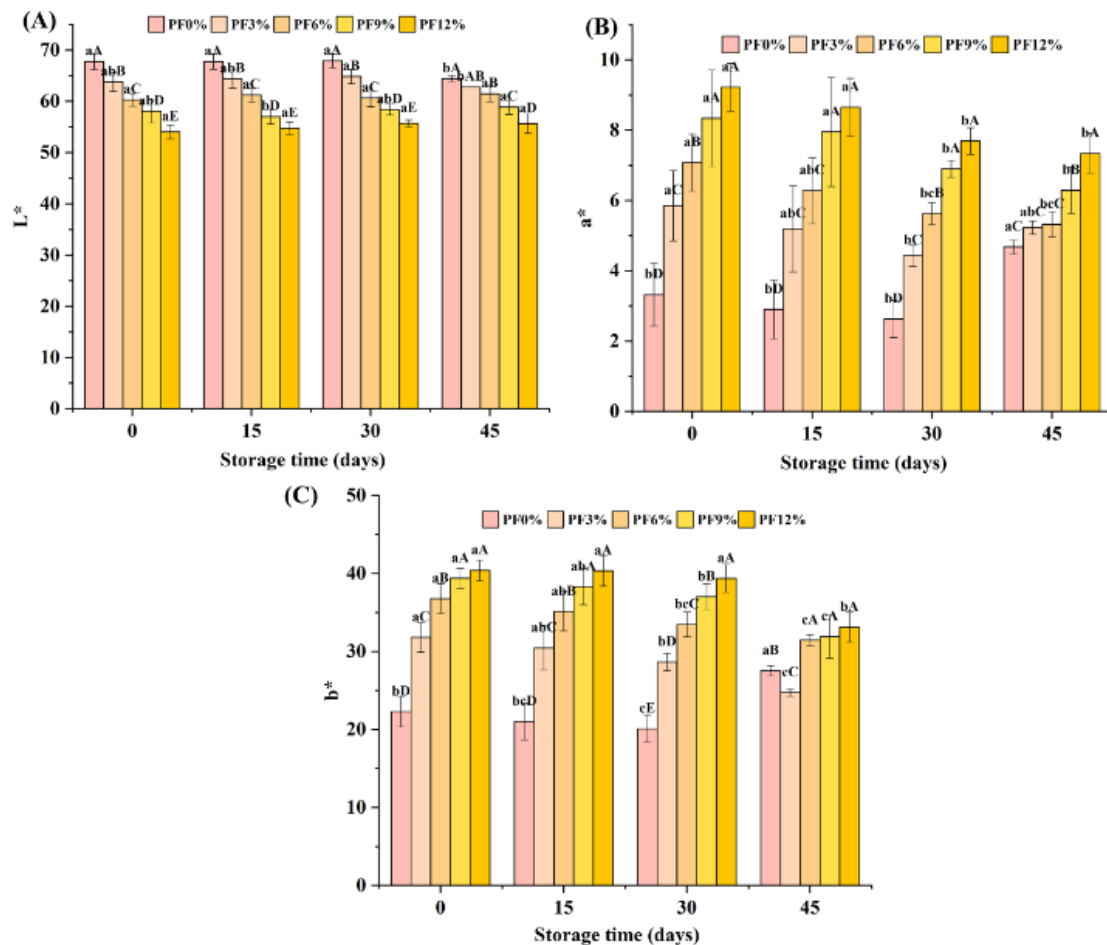 (A)
PF0% PF3% PF6% PF9% PF12%
70
60
50
40
30
20
10
0
L*
aA abB aC abD aE
aA abB aC bD aE
aA aB aC abD aE
bA bAB aB aC aD
0 15 30 45
Storage time (days)
(B)
PF0% PF3% PF6% PF9% PF12%
10
8
6
4
2
0
a*
bD aC aB aA aA
bD abC abC aA aA
bD bC bcB bA bA
aC abC bcC bB bA
0 15 30 45
Storage time (days)
(C)
PF0% PF3% PF6% PF9% PF12%
50
40
30
20
10
0
b*
bD aC aB aA aA
bcD abC abB abA aA
cE bD bcC bB aA
aB cC cA cA bA
0 15 30 45
Storage time (days)